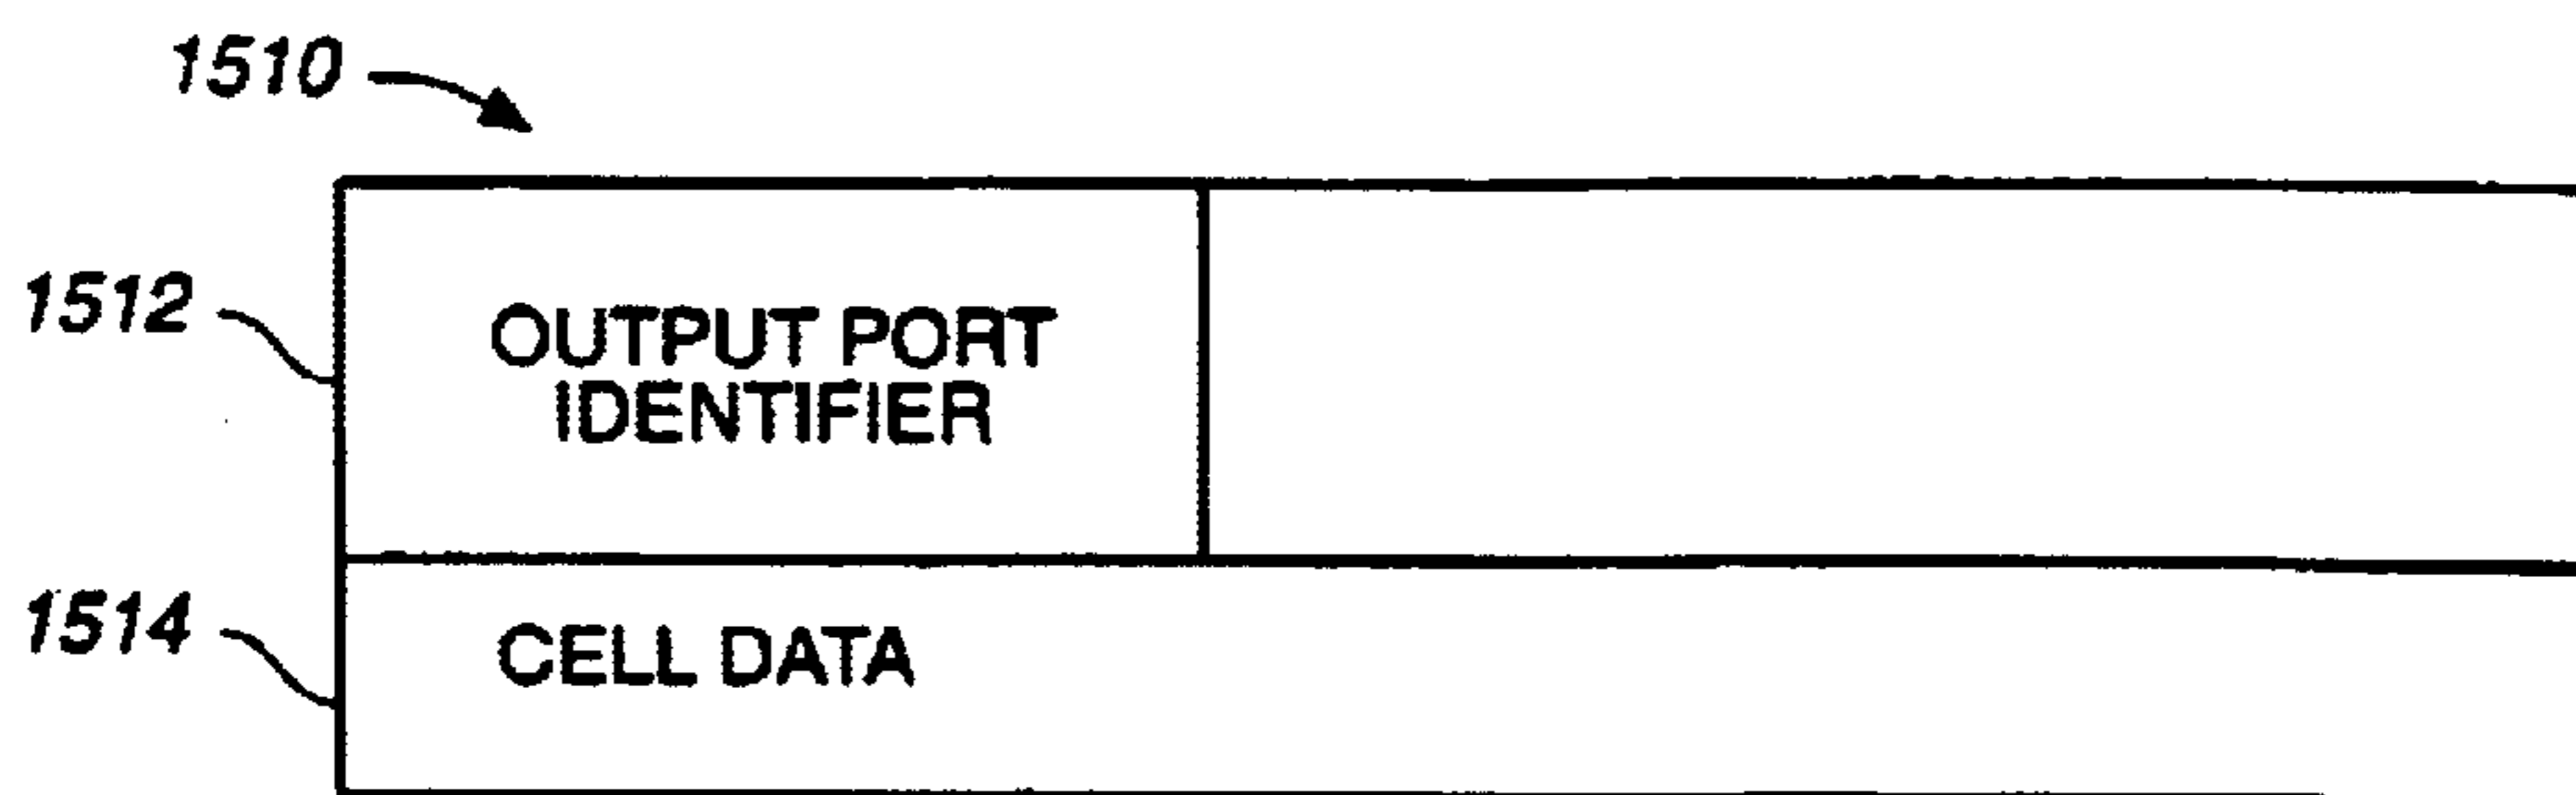 1510
1512
OUTPUT PORT
IDENTIFIER
1514
CELL DATA